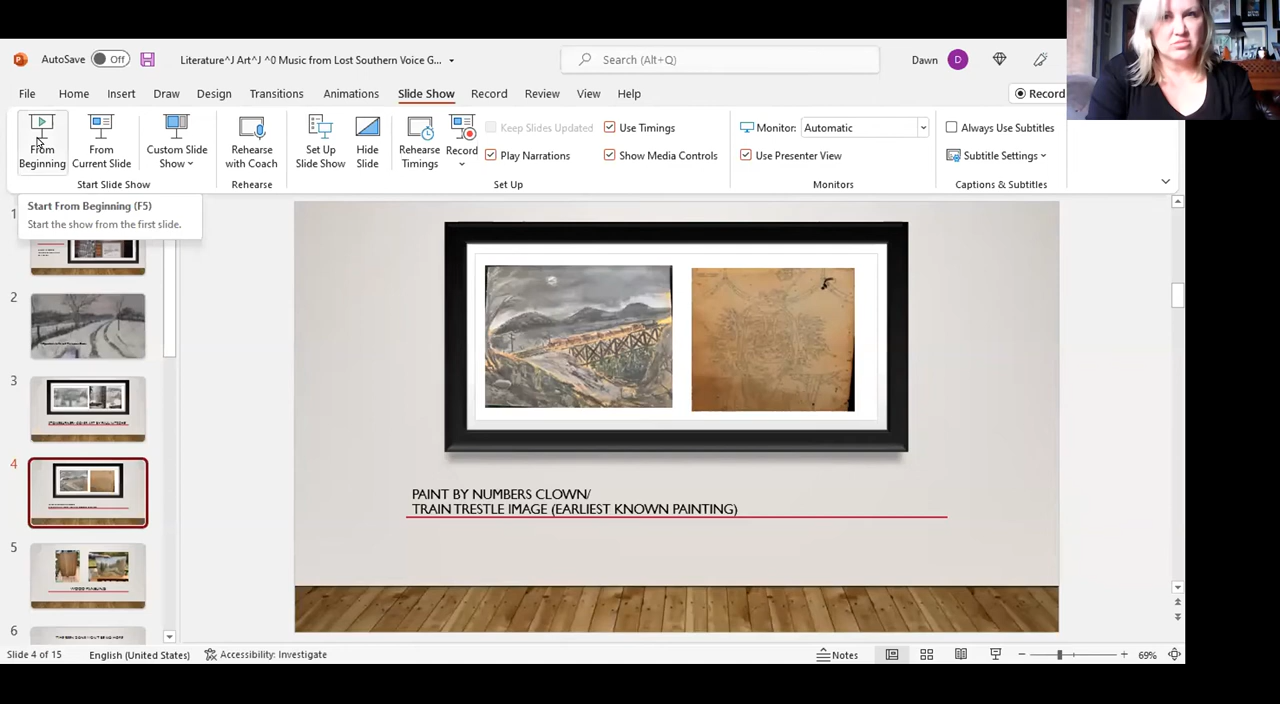 AutoSave Off Literature^J Art^J ^0 Music from Lost Southern Voice G... Search (Alt+Q) Dawn D
File Home Insert Draw Design Transitions Animations Slide Show Record Review View Help Record
From Beginning
From Current Slide
Custom Slide Show
Start Slide Show
Rehearse with Coach
Rehearse
Set Up Slide Show
Hide Slide
Rehearse Timings
Record
Keep Slides Updated
Use Timings
Play Narrations
Show Media Controls
Set Up
Monitor: Automatic
Use Presenter View
Monitors
Always Use Subtitles
Subtitle Settings
Captions & Subtitles
Start From Beginning (F5)
Start the show from the first slide.
1
2
3
4
5
6
PAINT BY NUMBERS CLOWN/
TRAIN TRESTLE IMAGE (EARLIEST KNOWN PAINTING)
Slide 4 of 15 English (United States) Accessibility: Investigate Notes 69%